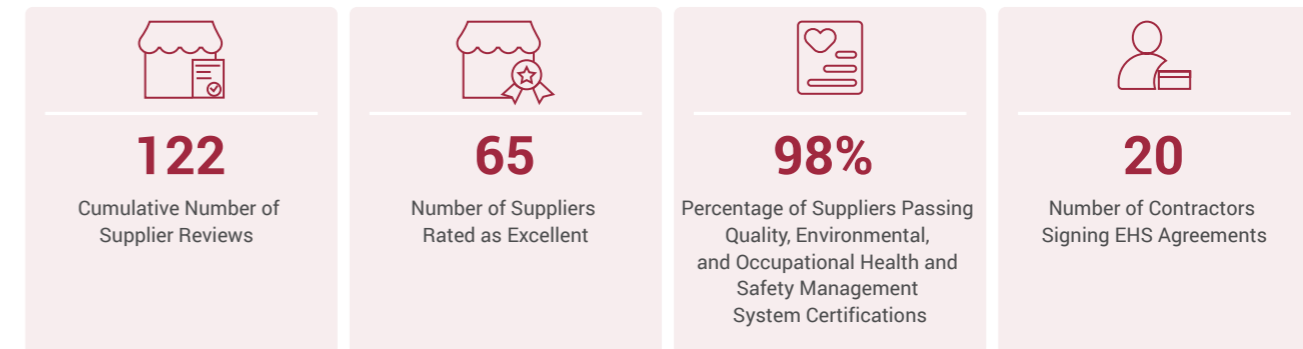 122
Cumulative Number of
Supplier Reviews
65
Number of Suppliers
Rated as Excellent
98%
Percentage of Suppliers Passing
Quality, Environmental,
and Occupational Health and
Safety Management
System Certifications
20
Number of Contractors
Signing EHS Agreements